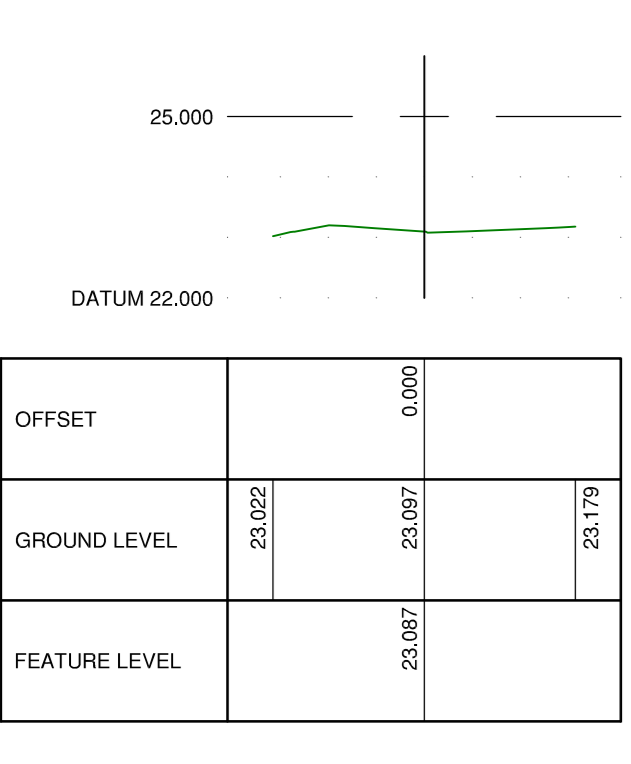 25.000
DATUM 22.000
OFFSET
0.000
GROUND LEVEL
23.022
23.097
23.179
FEATURE LEVEL
23.087